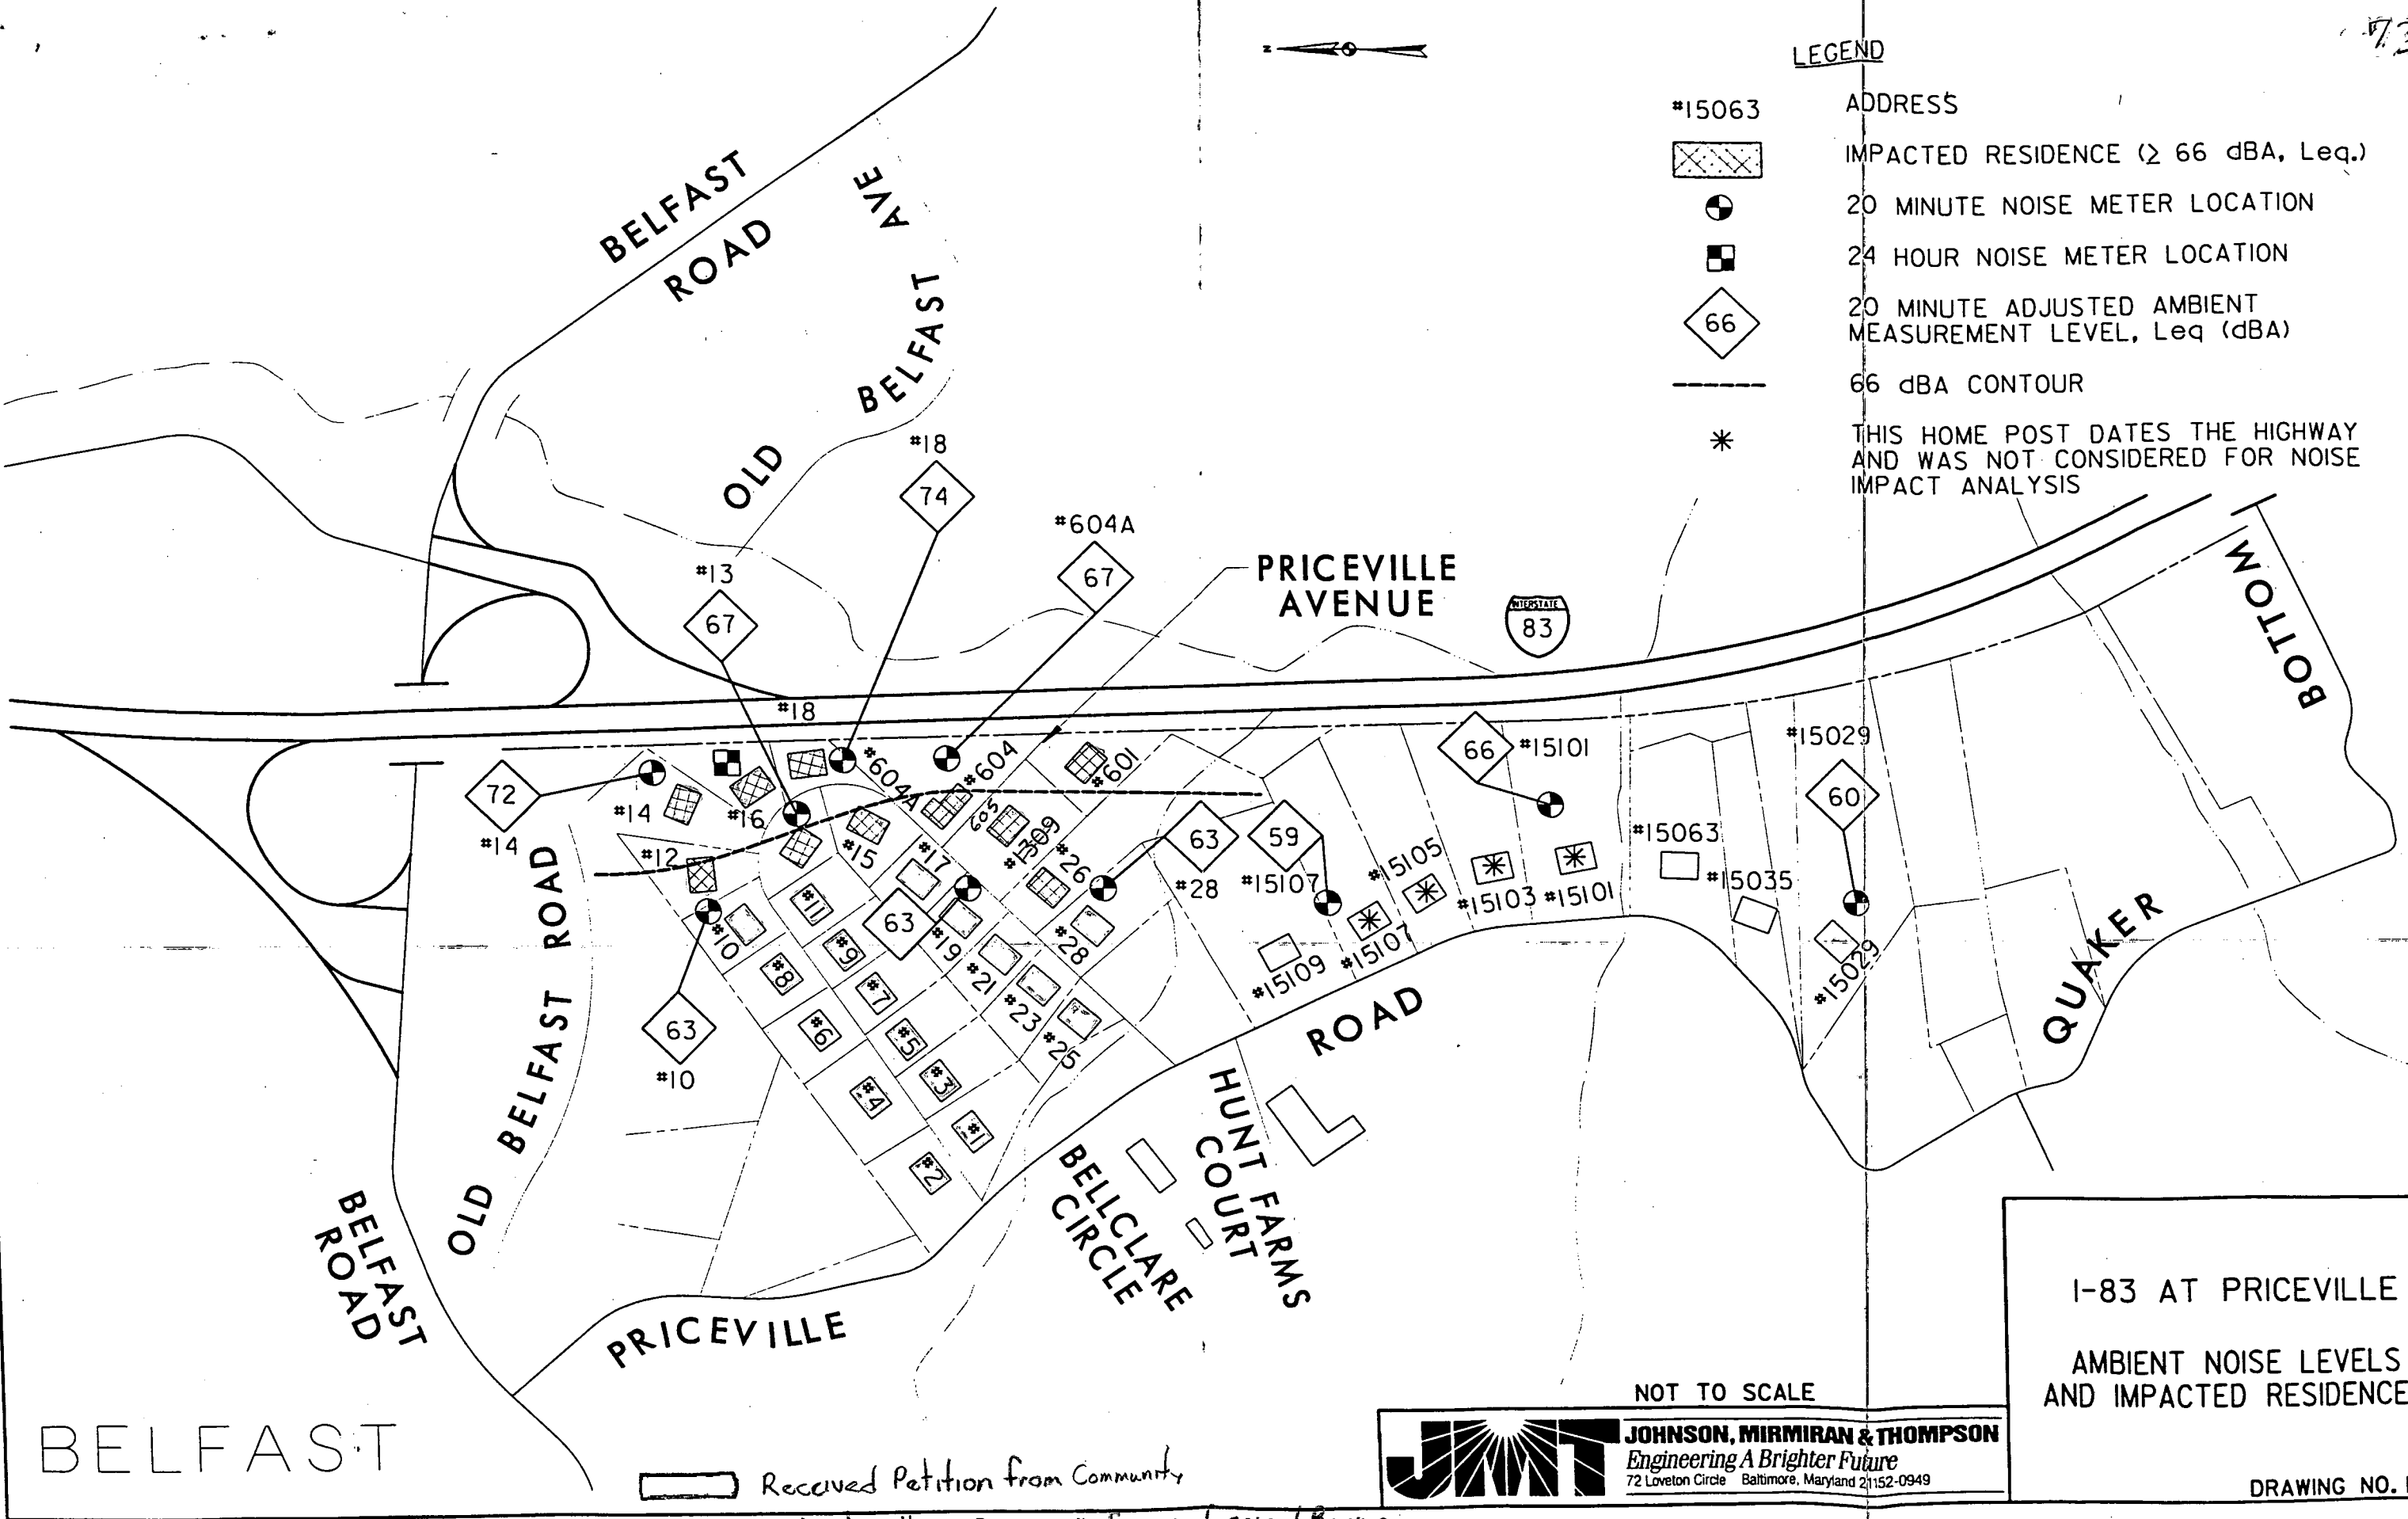 73
N
LEGEND
#15063 ADDRESS
IMPACTED RESIDENCE (≥ 66 dBA, Leq.)
20 MINUTE NOISE METER LOCATION
24 HOUR NOISE METER LOCATION
66 20 MINUTE ADJUSTED AMBIENT
MEASUREMENT LEVEL, Leq (dBA)
66 dBA CONTOUR
THIS HOME POST DATES THE HIGHWAY
AND WAS NOT CONSIDERED FOR NOISE
IMPACT ANALYSIS
BELFAST
ROAD
OLD BELFAST AVE
#18
74
#604A
67
#13
67
PRICEVILLE
AVENUE
INTERSTATE
83
BOTTOM
#18
72
#14
#14
#16
#12
#604A
#604
#601
605
#1309
#15
#17
#26
63
#28
59
#15107
66
#15101
#15105
#15103
#15101
#15063
#15035
#15029
60
#15029
#10
#11
63
#19
#28
#15109
#15107
#8
#9
#21
#7
#23
#6
#5
#25
63
#10
#4
#3
#1
#2
OLD BELFAST ROAD
ROAD
QUAKER
HUNT FARMS
COURT
BELLCLARE
CIRCLE
BELFAST
ROAD
PRICEVILLE
BELFAST
Received Petition from Community
NOT TO SCALE
JMT
JOHNSON, MIRMIRAN & THOMPSON
Engineering A Brighter Future
72 Loveton Circle Baltimore, Maryland 21152-0949
I-83 AT PRICEVILLE
AMBIENT NOISE LEVELS
AND IMPACTED RESIDENCE
DRAWING NO.